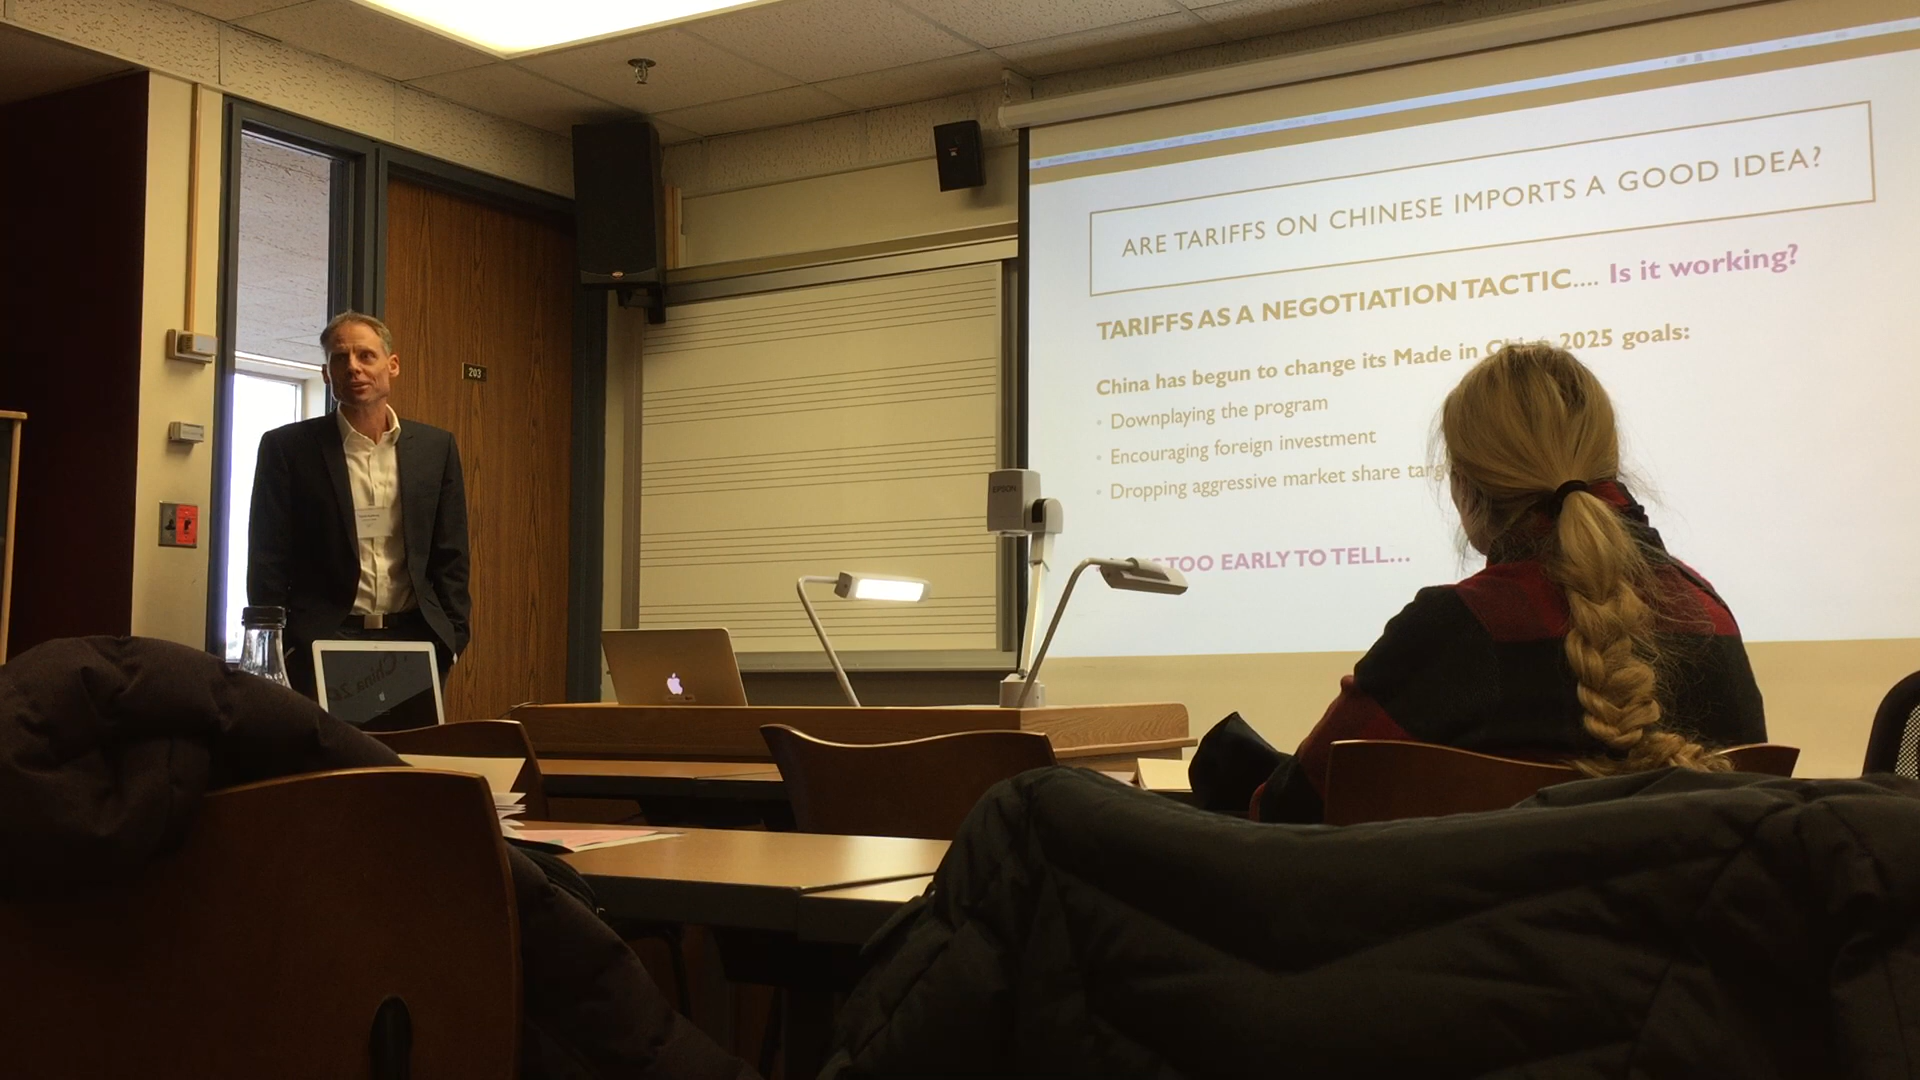 ARE TARIFFS ON CHINESE IMPORTS A GOOD IDEA?
TARIFFS AS A NEGOTIATION TACTIC.... Is it working?
China has begun to change its Made in China 2025 goals:
• Downplaying the program
• Encouraging foreign investment
• Dropping aggressive market share
TOO EARLY TO TELL...
203
EPSON
China